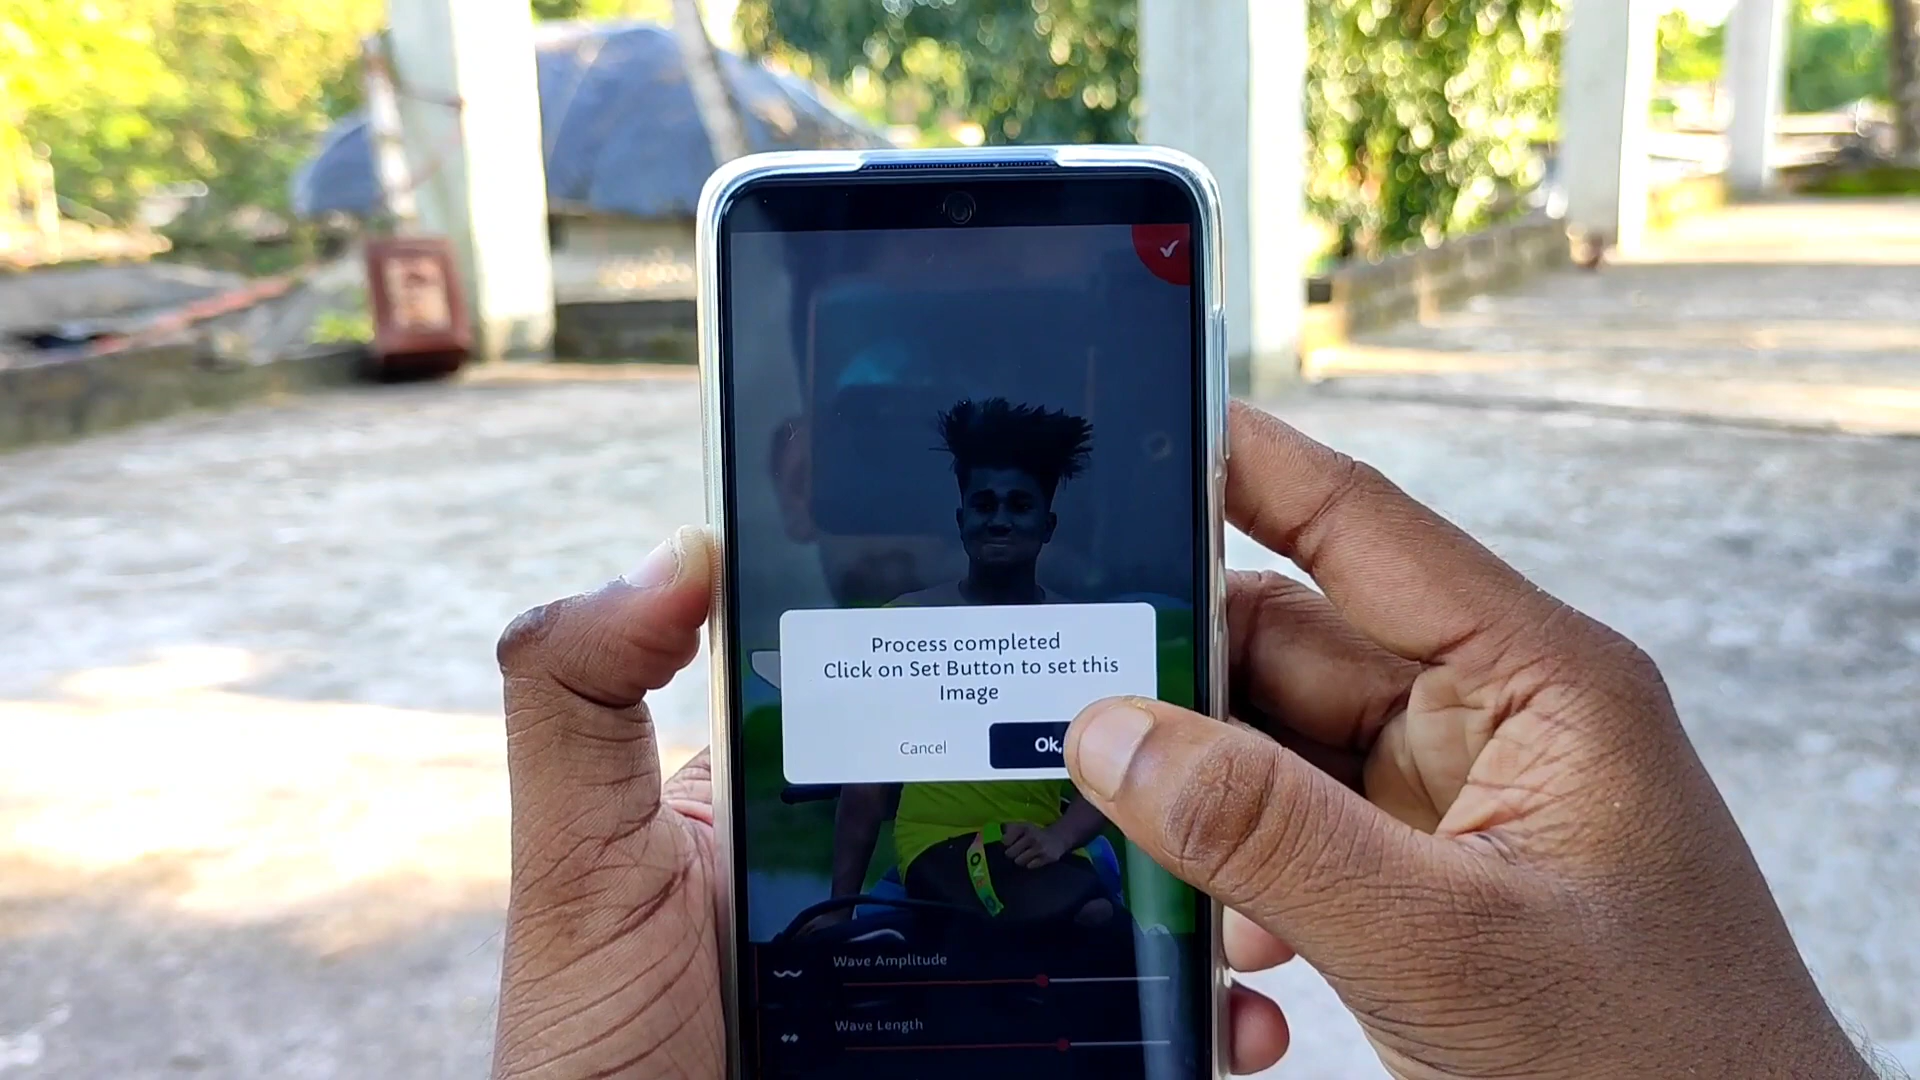 Process completed
Click on Set Button to set this
Image
Cancel
Ok,
Wave Amplitude
Wave Length